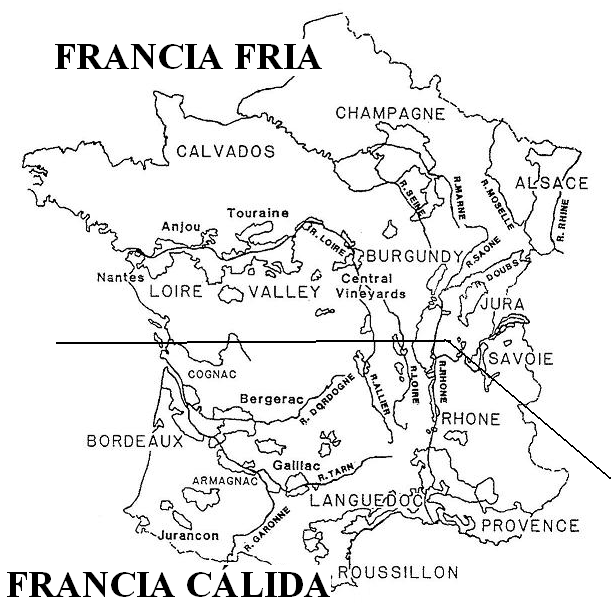 FRANCIA FRIA
CHAMPAGNE
CALVADOS
ALSACE
R. SEINE
R. MARNE
R. MOSELLE
R. RHINE
Touraine
Anjou
R. LOIRE
BURGUNDY
R. SAONE
R. DOUBS
Nantes
LOIRE VALLEY
Central
Vineyards
JURA
SAVOIE
COGNAC
R. ALLIER
R. LOIRE
R. RHONE
Bergerac
R. DORDOGNE
RHONE
BORDEAUX
Gaillac
R. TARN
ARMAGNAC
LANGUEDOC
PROVENCE
Jurancon
R. GARONNE
ROUSSILLON
FRANCIA CÁLIDA